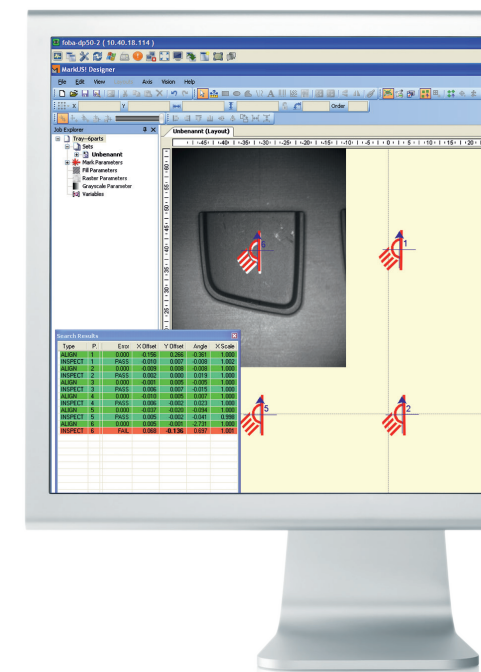 foba-dp50-2 ( 10.40.18.114 )
MarkUS! Designer
File Edit View Axis Vision Help
X Y Order
Job Explorer
Unbenannt (Layout)
Tray-6parts
Sets
Unbenannt
Mark Parameters
Fill Parameters
Raster Parameters
Grayscale Parameter
Variables
6
1
5
2
Search Results
Type P. Error X Offset Y Offset Angle X Scale
ALIGN 1 0.000 -0.156 0.266 -0.361 1.000
INSPECT 1 PASS -0.010 0.007 -0.008 1.002
ALIGN 2 0.000 -0.009 0.008 -0.008 1.000
INSPECT 2 PASS 0.002 0.000 0.019 1.000
ALIGN 3 0.000 -0.001 0.005 -0.005 1.000
INSPECT 3 PASS 0.006 0.007 -0.015 1.000
ALIGN 4 0.000 -0.010 0.005 0.007 1.000
INSPECT 4 PASS 0.006 -0.002 0.023 1.000
ALIGN 5 0.000 -0.037 -0.020 -0.094 1.000
INSPECT 5 PASS 0.005 -0.002 -0.041 0.998
ALIGN 6 0.000 0.005 -0.001 -2.731 1.000
INSPECT 6 FAIL 0.068 -0.136 0.697 1.001